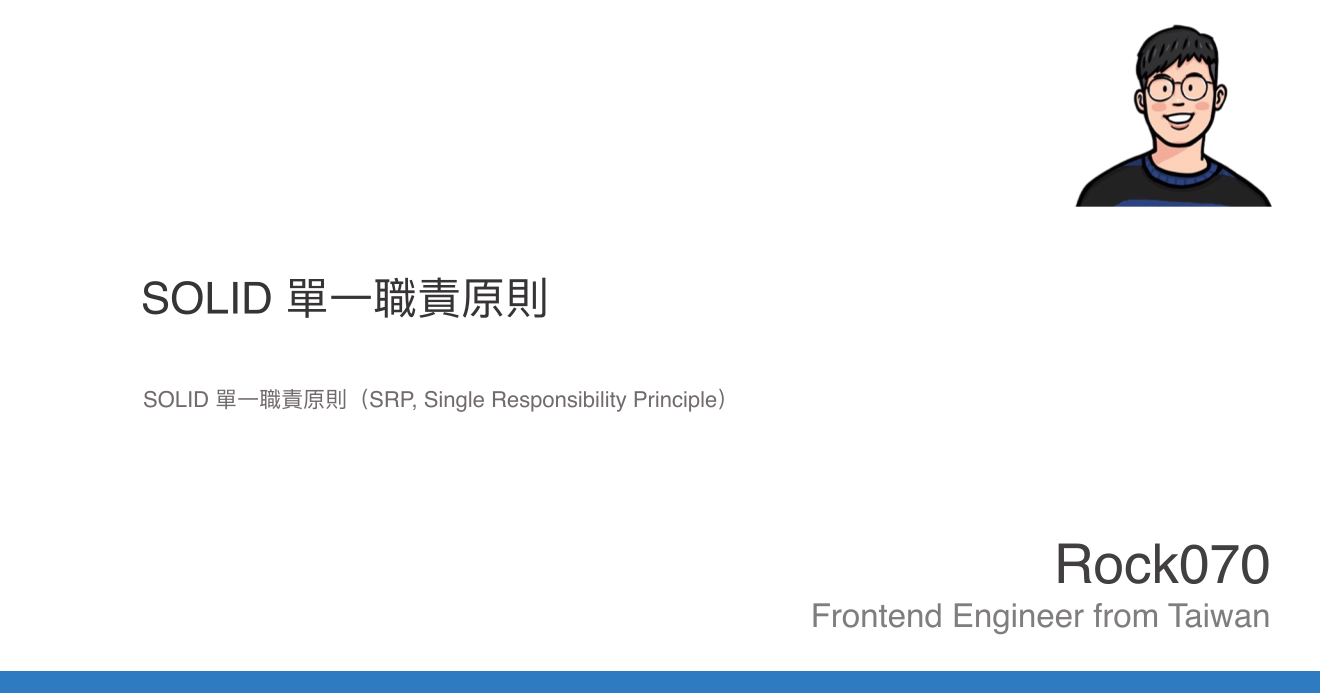 SOLID 單一職責原則
SOLID 單一職責原則（SRP, Single Responsibility Principle）
Rock070
Frontend Engineer from Taiwan